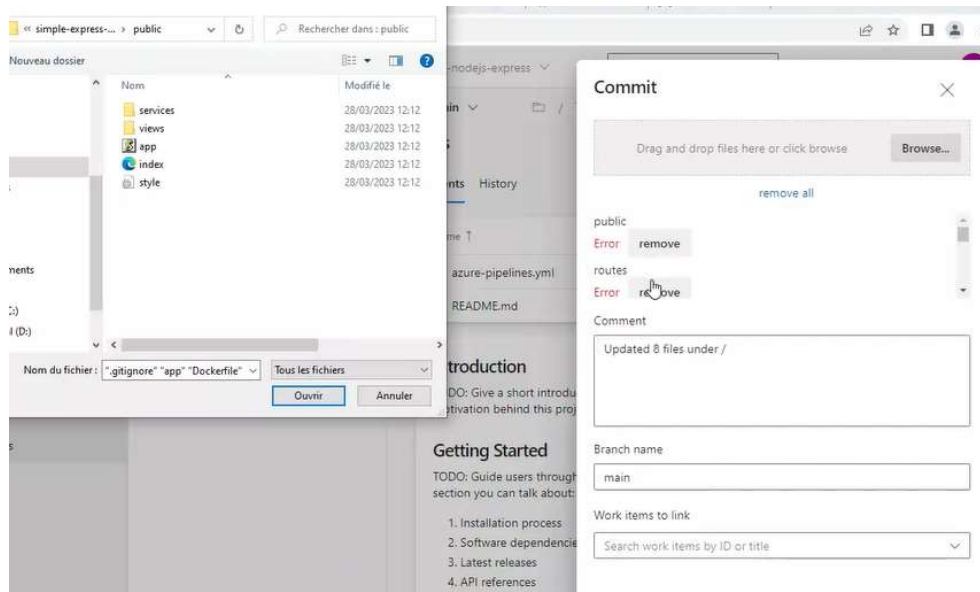 « simple-express-... › public
Rechercher dans : public
Nouveau dossier
Nom
Modifié le
services
28/03/2023 12:12
views
28/03/2023 12:12
app
28/03/2023 12:12
index
28/03/2023 12:12
style
28/03/2023 12:12
Nom du fichier :
".gitignore" "app" "Dockerfile"
Tous les fichiers
Ouvrir
Annuler
-nodejs-express
/
History
azure-pipelines.yml
README.md
troduction
DO: Give a short introdu
otivation behind this proj
Getting Started
TODO: Guide users through
section you can talk about:
1. Installation process
2. Software dependencie
3. Latest releases
4. API references
Commit
Drag and drop files here or click browse
Browse...
remove all
public
Error remove
routes
Error remove
Comment
Updated 8 files under /
Branch name
main
Work items to link
Search work items by ID or title